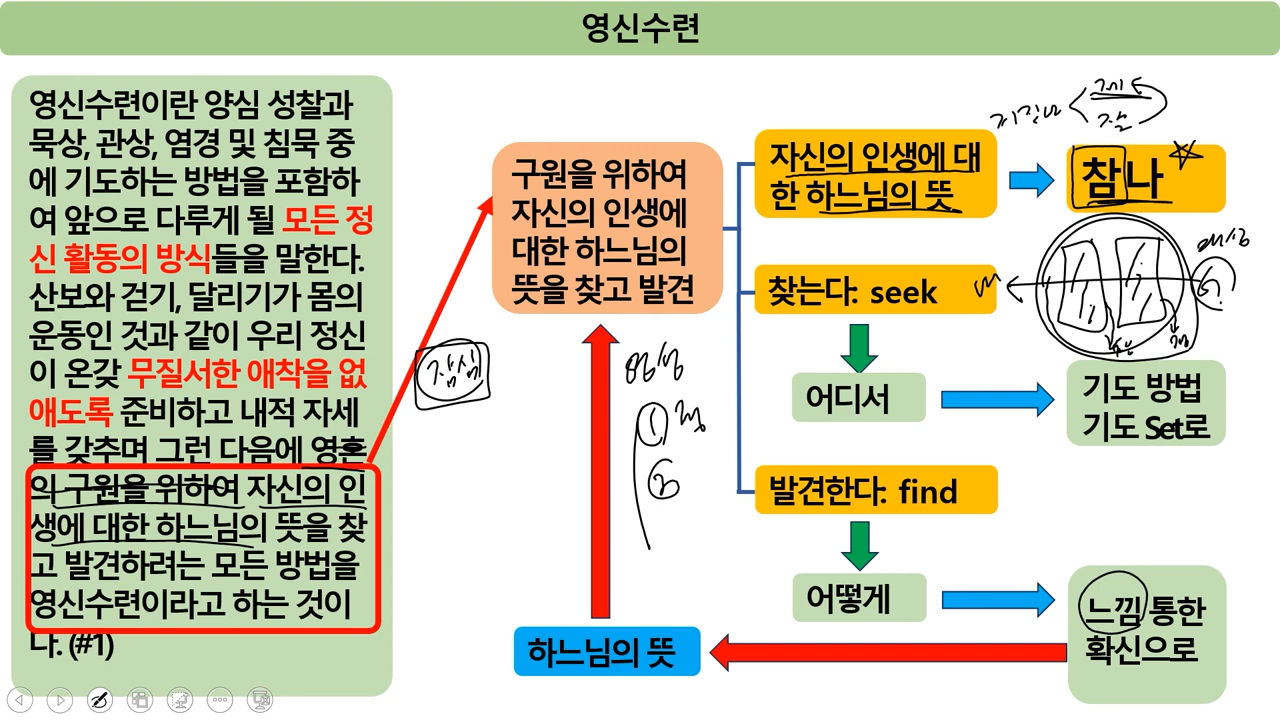 영신수련
영신수련이란 양심 성찰과
묵상, 관상, 염경 및 침묵 중
에 기도하는 방법을 포함하
여 앞으로 다루게 될 모든 정
신 활동의 방식들을 말한다.
산보와 걷기, 달리기가 몸의
운동인 것과 같이 우리 정신
이 온갖 무질서한 애착을 없
애도록 준비하고 내적 자세
를 갖추며 그런 다음에 영혼
의 구원을 위하여 자신의 인
생에 대한 하느님의 뜻을 찾
고 발견하려는 모든 방법을
영신수련이라고 하는 것이
다. (#1)
잠심
구원을 위하여
자신의 인생에
대한 하느님의
뜻을 찾고 발견
영성
①
②
하느님의 뜻
자신의 인생에 대
한 하느님의 뜻
참나
찾는다: seek
어디서
기도 방법
기도 Set로
발견한다: find
어떻게
느낌 통한
확신으로